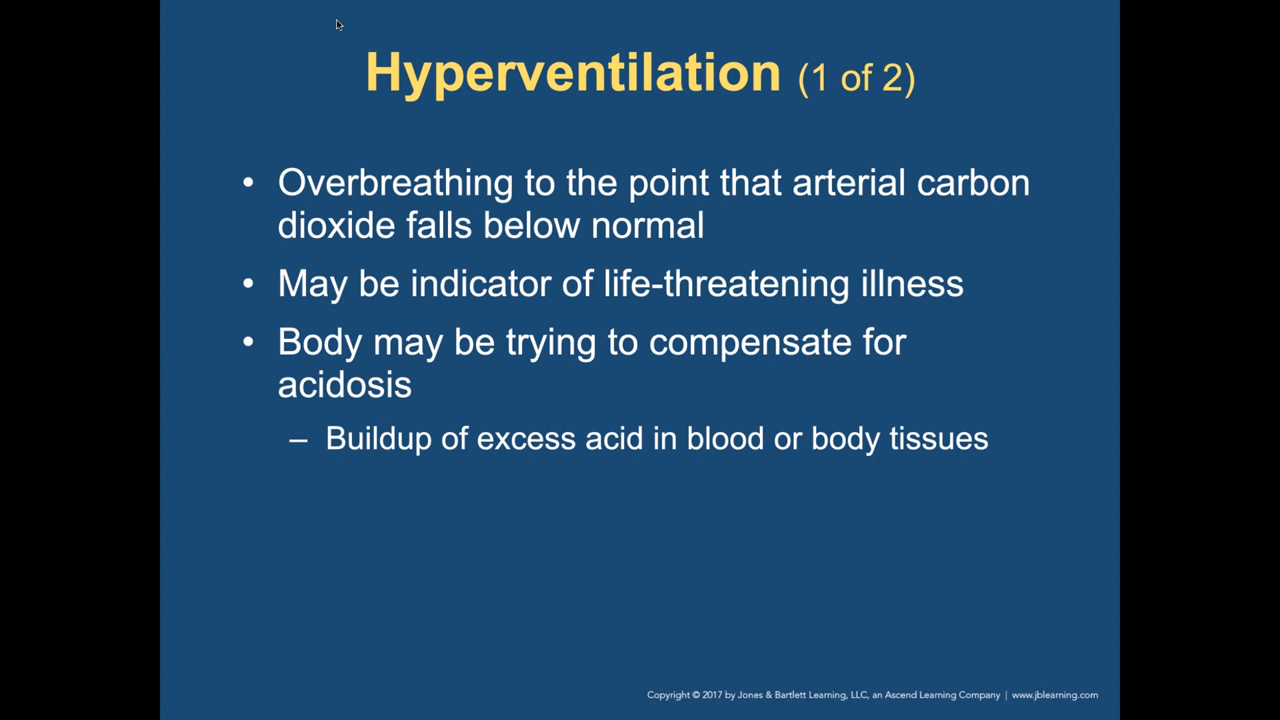 Hyperventilation (1 of 2)
• Overbreathing to the point that arterial carbon
dioxide falls below normal
• May be indicator of life-threatening illness
• Body may be trying to compensate for
acidosis
– Buildup of excess acid in blood or body tissues
Copyright © 2017 by Jones & Bartlett Learning, LLC, an Ascend Learning Company | www.jblearning.com